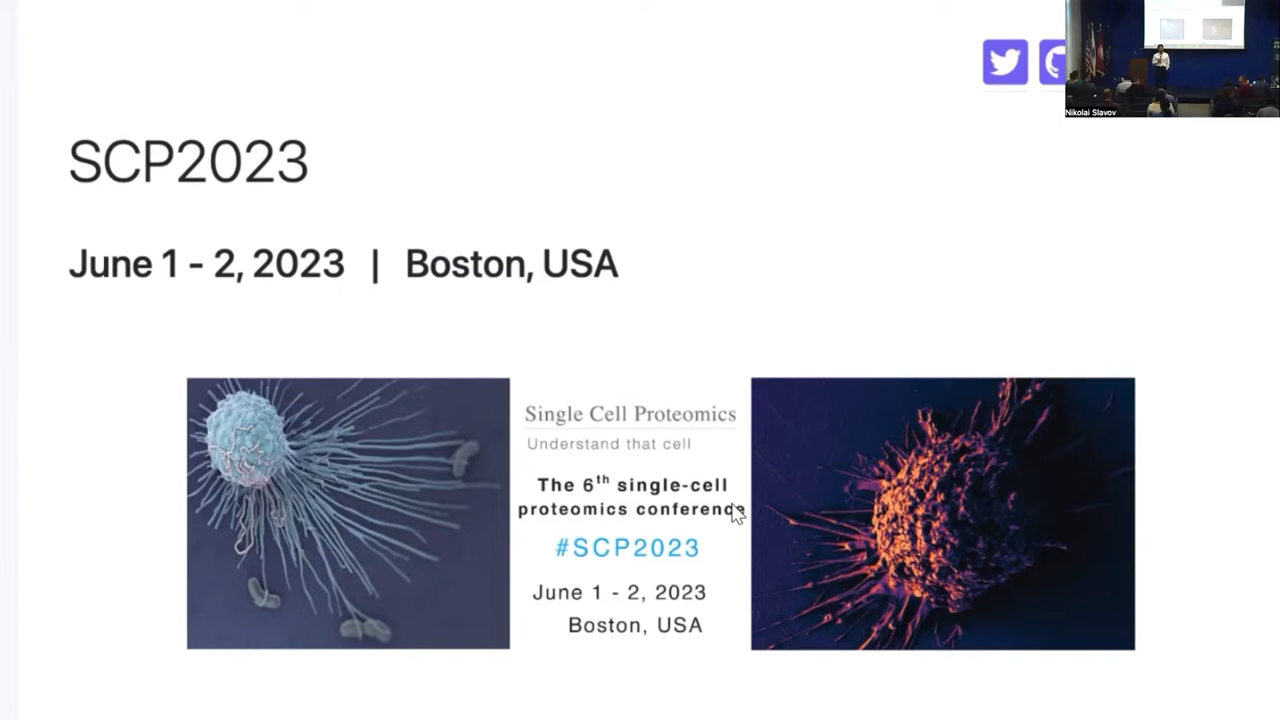 Nikolai Slavov
SCP2023
June 1 - 2, 2023 | Boston, USA
Single Cell Proteomics
Understand that cell
The 6th single-cell
proteomics conference
#SCP2023
June 1 - 2, 2023
Boston, USA